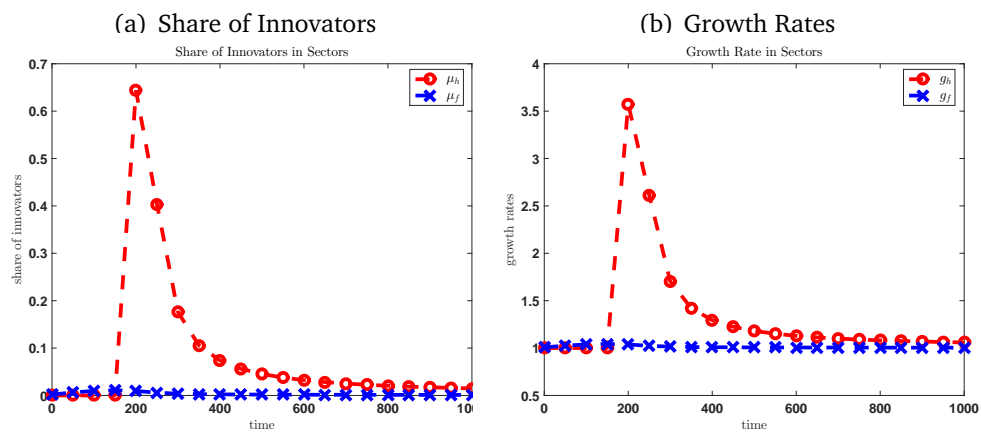 (a) Share of Innovators
Share of Innovators in Sectors
0.7
0.6
0.5
0.4
0.3
0.2
0.1
0
share of innovators
0 200 400 600 800 100
time
μh
μf
(b) Growth Rates
Growth Rate in Sectors
4
3.5
3
2.5
2
1.5
1
0.5
growth rates
0 200 400 600 800 1000
time
gh
gf